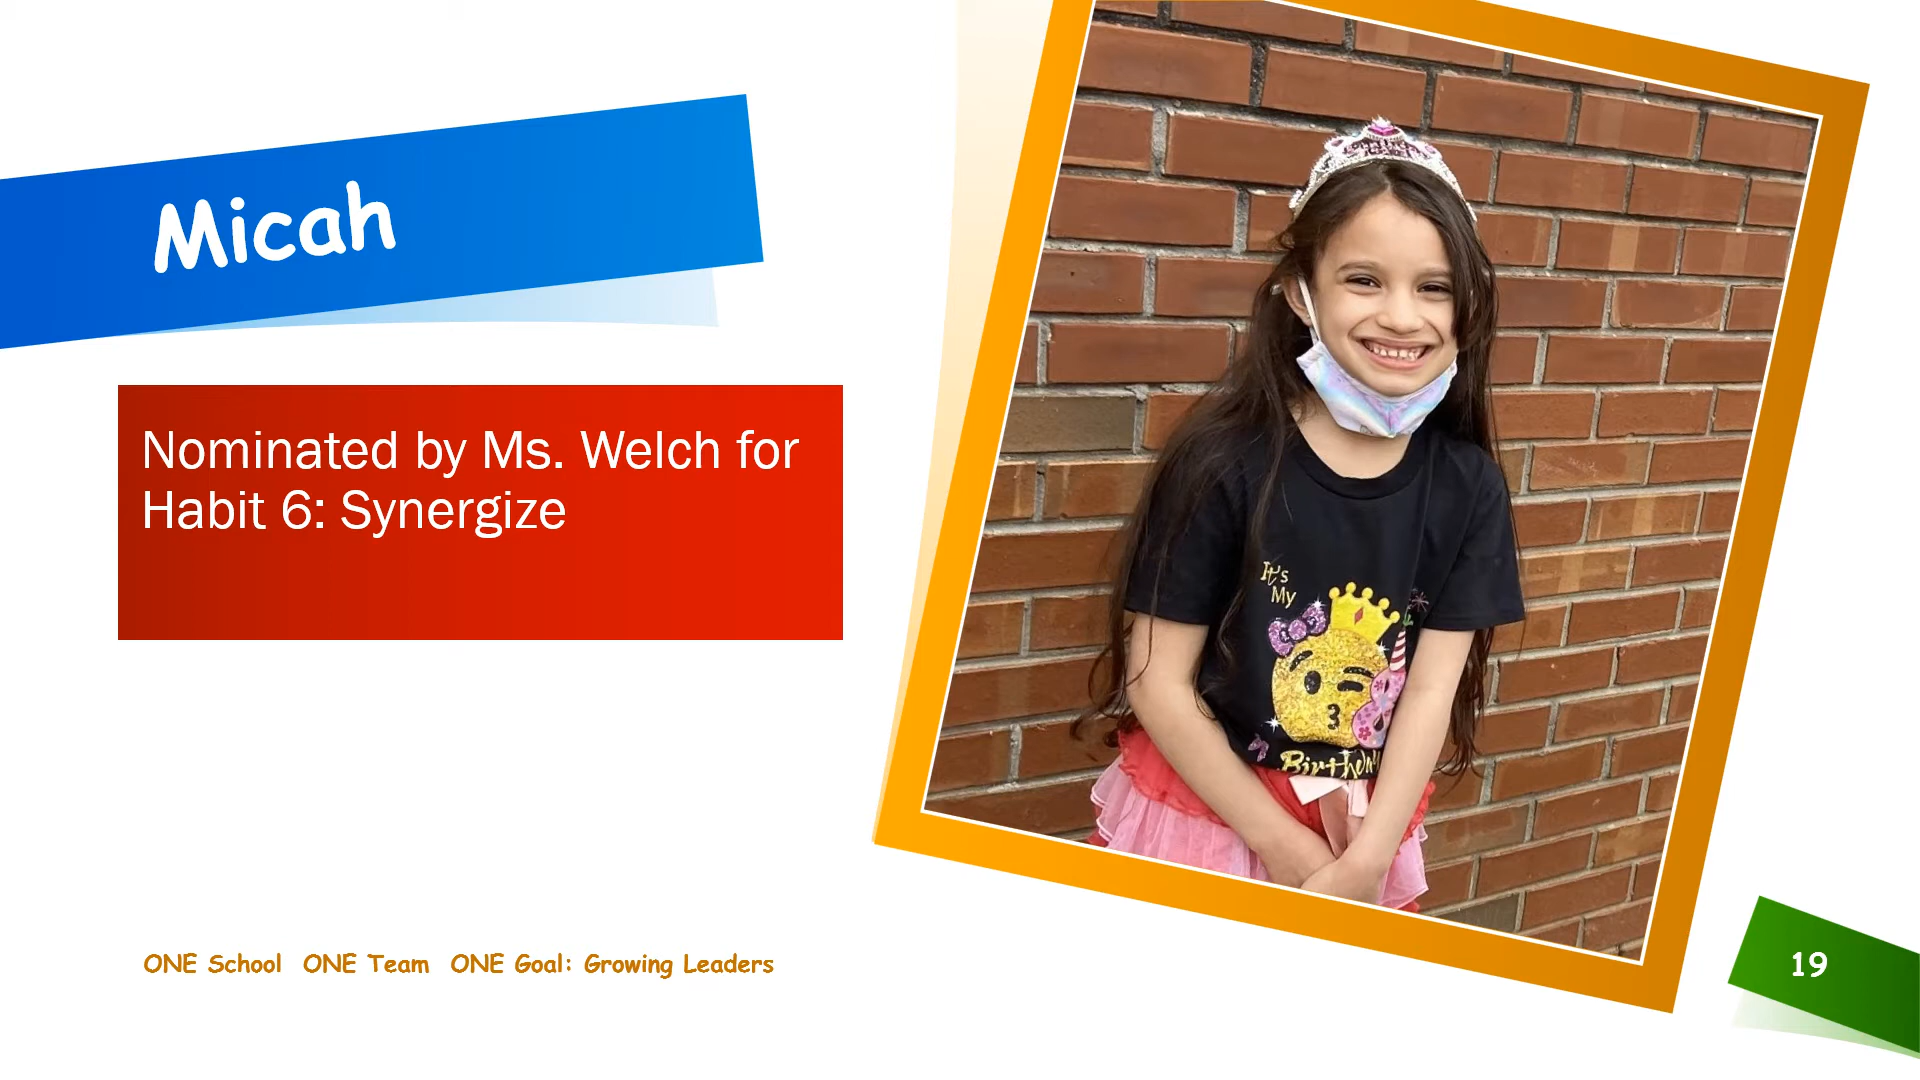 Micah
Nominated by Ms. Welch for
Habit 6: Synergize
It's
My
Birthday
ONE School  ONE Team  ONE Goal: Growing Leaders
19